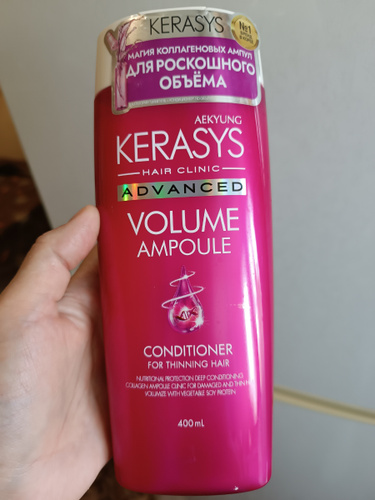 KERASYS
№1
МАГИЯ КОЛЛАГЕНОВЫХ АМПУЛ
ДЛЯ РОСКОШНОГО
ОБЪЁМА
AEKYUNG
KERASYS
HAIR CLINIC
ADVANCED
VOLUME
AMPOULE
CONDITIONER
FOR THINNING HAIR
NUTRITIONAL PROTECTION DEEP CONDITIONING
COLLAGEN AMPOULE CLINIC FOR DAMAGED AND THIN
VOLUMIZE WITH VEGETABLE SOY PROTEIN
400mL